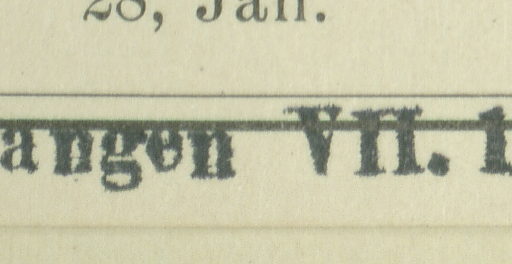 28, Jan.
angen VII. 1